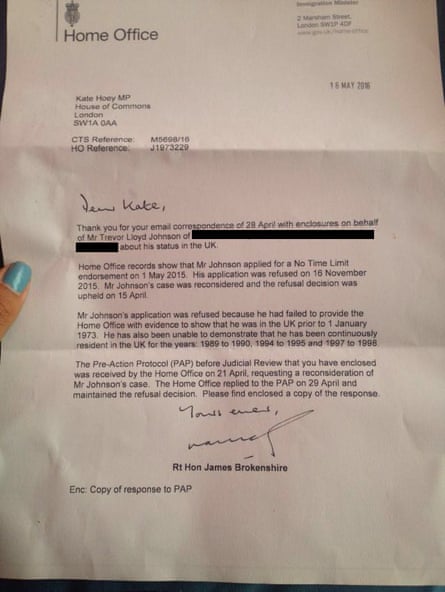 Home Office
Immigration Minister
2 Marsham Street,
London SW1P 4DF
www.gov.uk/home-office
16 MAY 2016
Kate Hoey MP
House of Commons
London
SW1A 0AA
CTS Reference: M5698/16
HO Reference: J1973229
Dear Kate,
Thank you for your email correspondence of 28 April with enclosures on behalf
of Mr Trevor Lloyd Johnson of
about his status in the UK.
Home Office records show that Mr Johnson applied for a No Time Limit
endorsement on 1 May 2015. His application was refused on 16 November
2015. Mr Johnson's case was reconsidered and the refusal decision was
upheld on 15 April.
Mr Johnson's application was refused because he had failed to provide the
Home Office with evidence to show that he was in the UK prior to 1 January
1973. He has also been unable to demonstrate that he has been continuously
resident in UK for the years: 1989 to 1990, 1994 to 1995 and 1997 to 1998.
The Pre-Action Protocol (PAP) before Judicial Review that you have enclosed
was received by the Home Office on 21 April, requesting a reconsideration of
Mr Johnson's case. The Home Office replied to the PAP on 29 April and
maintained the refusal decision. Please find enclosed a copy of the response.
Yours ever,
Rt Hon James Brokenshire
Enc: Copy of response to PAP